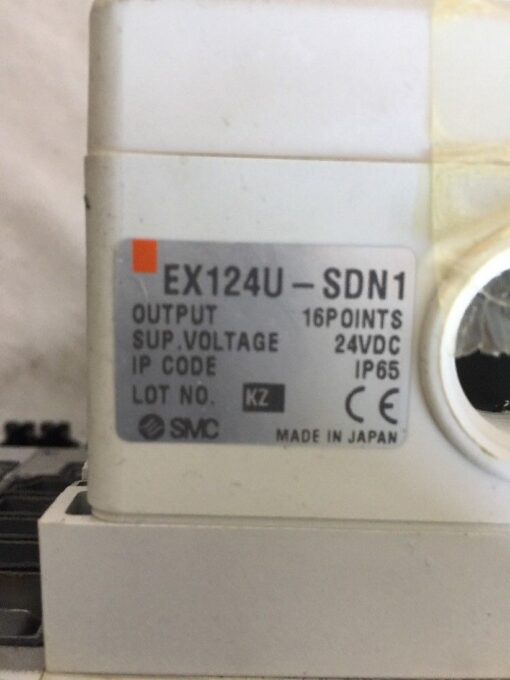 EX124U-SDN1
OUTPUT 16POINTS
SUP.VOLTAGE 24VDC
IP CODE IP65
LOT NO. KZ CE
SMC MADE IN JAPAN